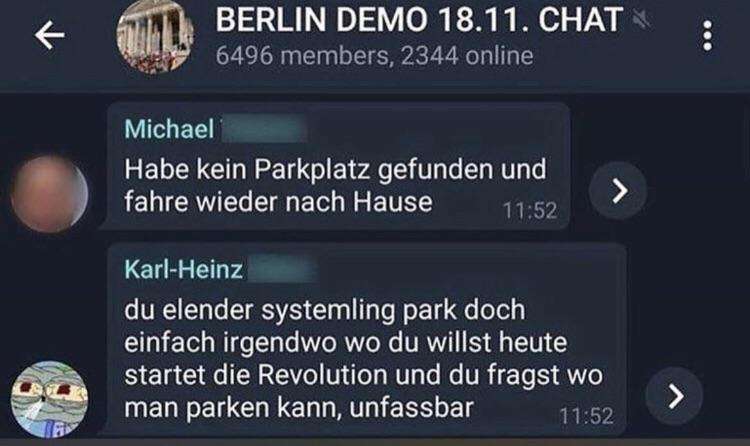 BERLIN DEMO 18.11. CHAT
6496 members, 2344 online
Michael
Habe kein Parkplatz gefunden und
fahre wieder nach Hause
11:52
Karl-Heinz
du elender systemling park doch
einfach irgendwo wo du willst heute
startet die Revolution und du fragst wo
man parken kann, unfassbar
11:52